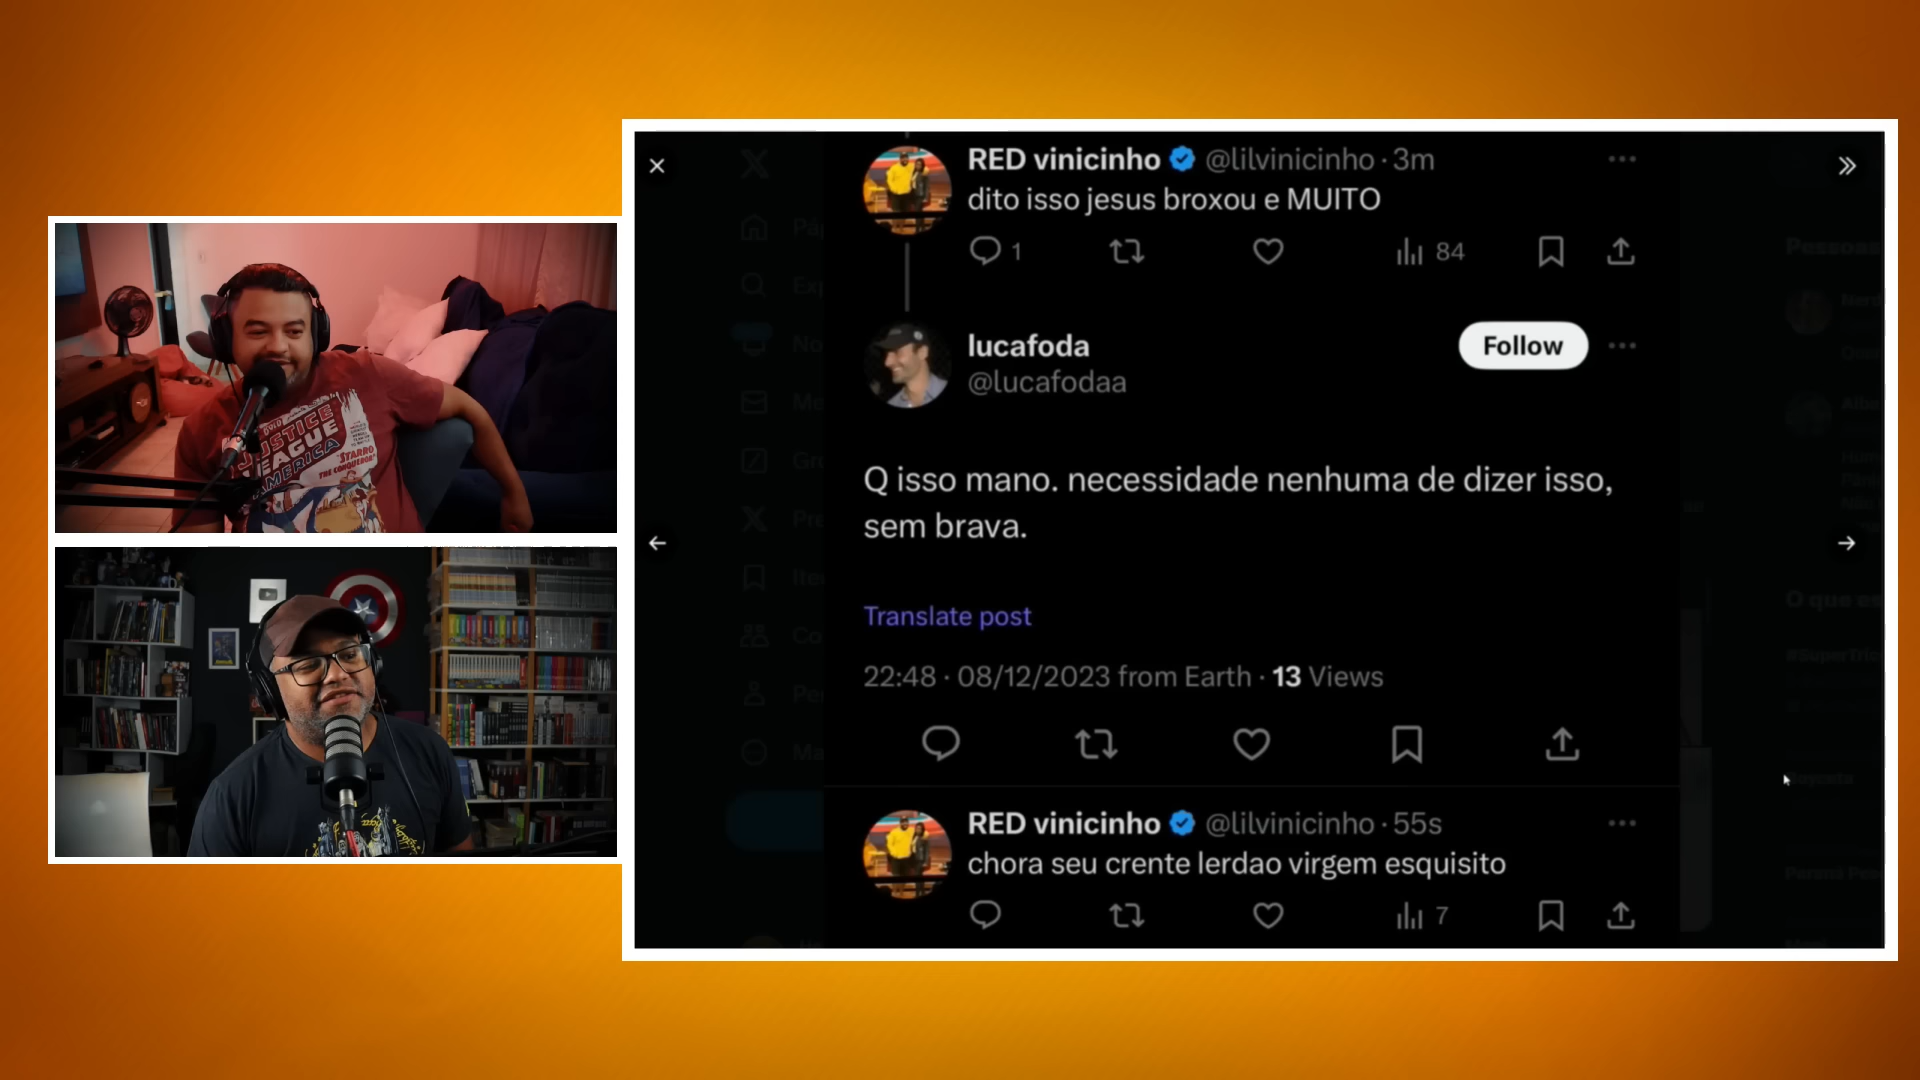 RED vinicinho @lilvinicinho · 3m
dito isso jesus broxou e MUITO
1 84
lucafoda
@lucafodaa
Follow
Q isso mano. necessidade nenhuma de dizer isso,
sem brava.
Translate post
22:48 · 08/12/2023 from Earth · 13 Views
RED vinicinho @lilvinicinho · 55s
chora seu crente lerdao virgem esquisito
7
JUSTICE
LEAGUE
AMERICA
STARRO
THE CONQUEROR